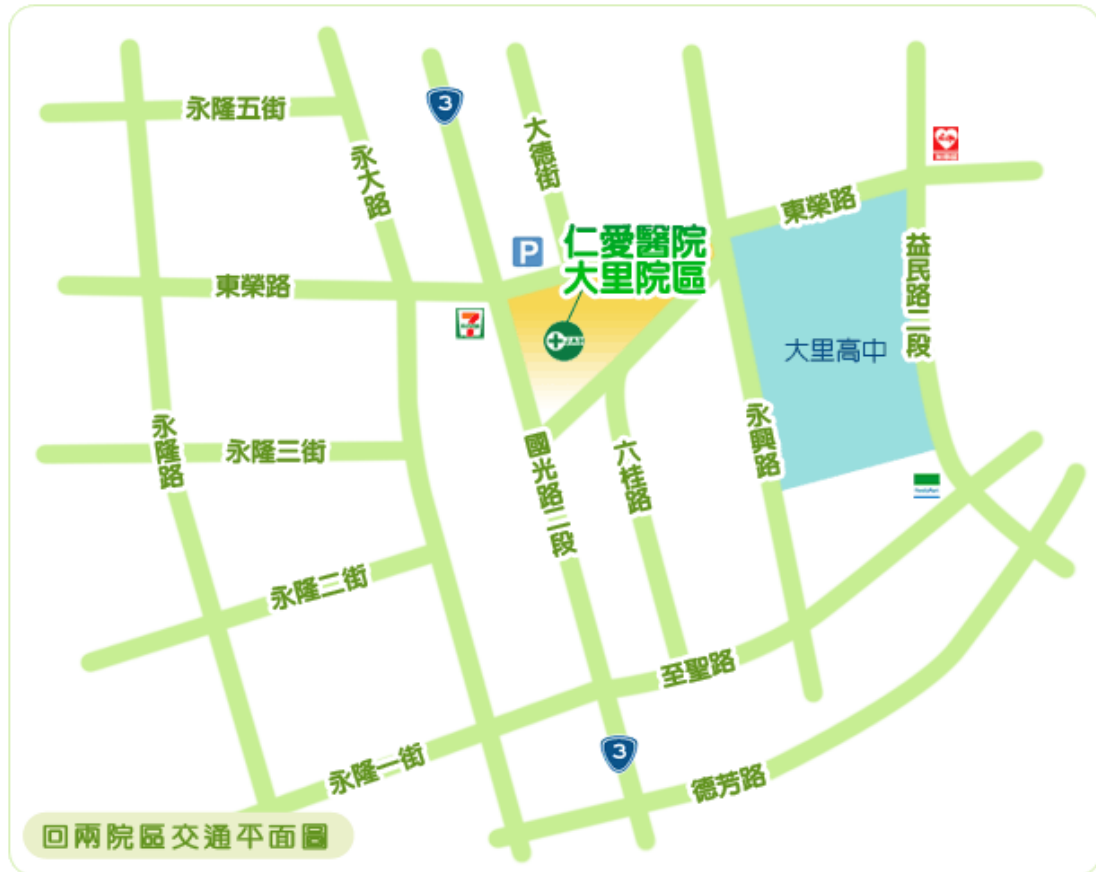 永隆五街
3
大德街
永大路
東榮路
P
仁愛醫院
大里院區
東榮路
益民路二段
7
大里高中
永隆路
永隆三街
國光路二段
六桂路
永興路
FamilyMart
永隆二街
至聖路
3
永隆一街
德芳路
回兩院區交通平面圖